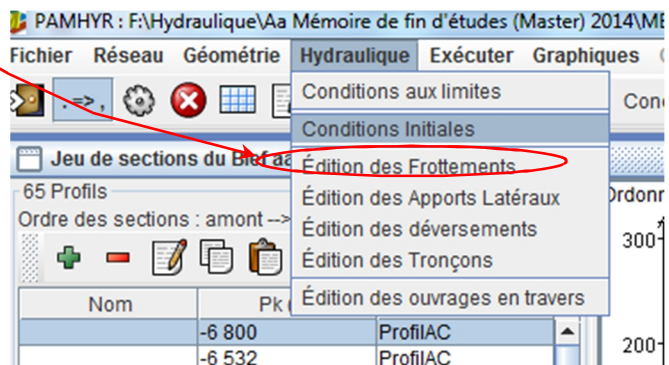 PAMHYR : F:\Hydraulique\Aa Mémoire de fin d'études (Master) 2014\M
Fichier Réseau Géométrie Hydraulique Exécuter Graphiques
Conditions aux limites
Conditions Initiales
Édition des Frottements
Édition des Apports Latéraux
Édition des déversements
Édition des Tronçons
Édition des ouvrages en travers
.=>,
Con
Jeu de sections du Bief aa
65 Profils
Ordre des sections : amont -->
Nom Pk (
-6 800 ProfilAC
-6 532 ProfilAC
Ordonn
300
200